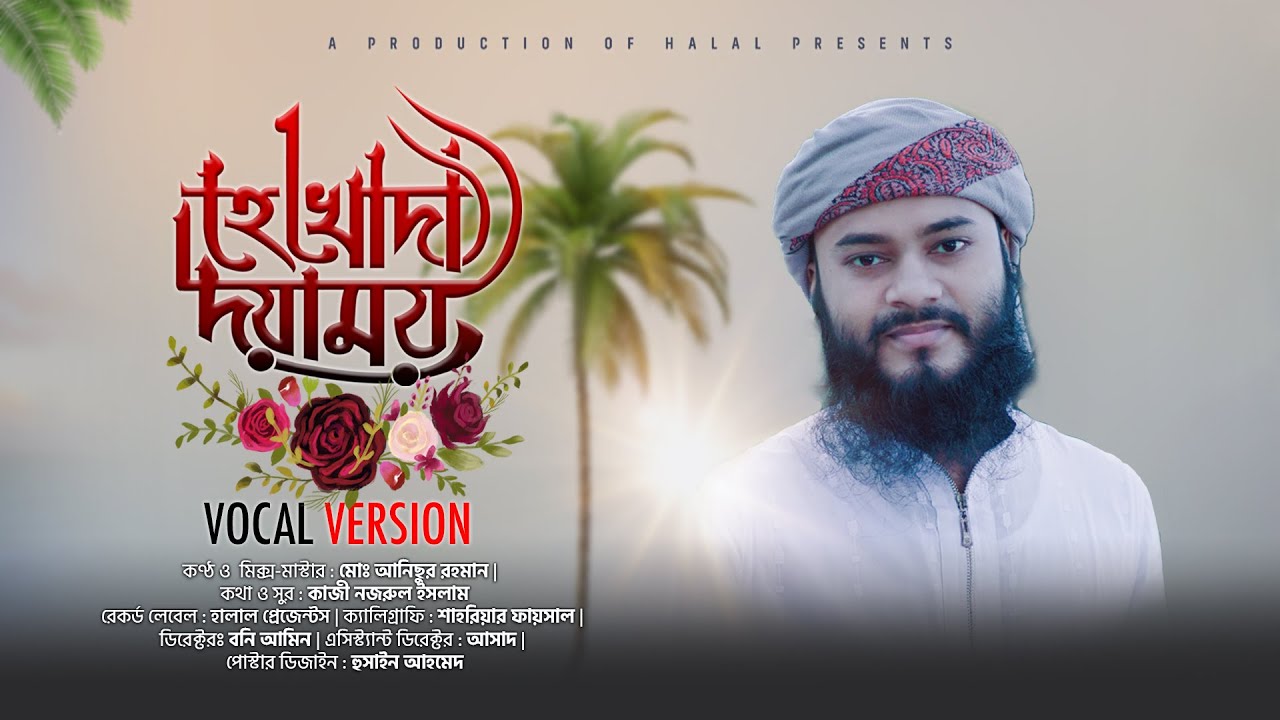 A PRODUCTION OF HALAL PRESENTS
হে খোদা
দয়াময়
VOCAL VERSION
কণ্ঠ ও মিক্স-মাস্টার : মোঃ আনিছুর রহমান |
কথা ও সুর : কাজী নজরুল ইসলাম
রেকর্ড লেবেল : হালাল প্রেজেন্টস | ক্যালিগ্রাফি : শাহরিয়ার ফায়সাল |
ডিরেক্টরঃ বনি আমিন | এসিস্ট্যান্ট ডিরেক্টর : আসাদ |
পোস্টার ডিজাইন : হুসাইন আহমেদ